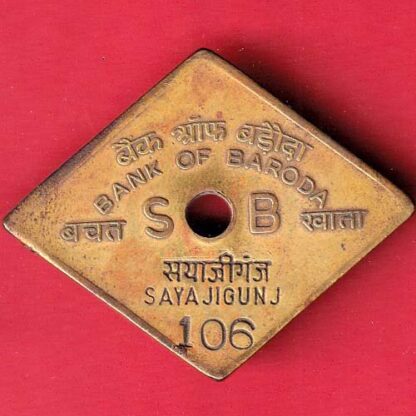 बैंक ऑफ बड़ौदा
BANK OF BARODA
बचत S B खाता
सयाजीगंज
SAYAJIGUNJ
106